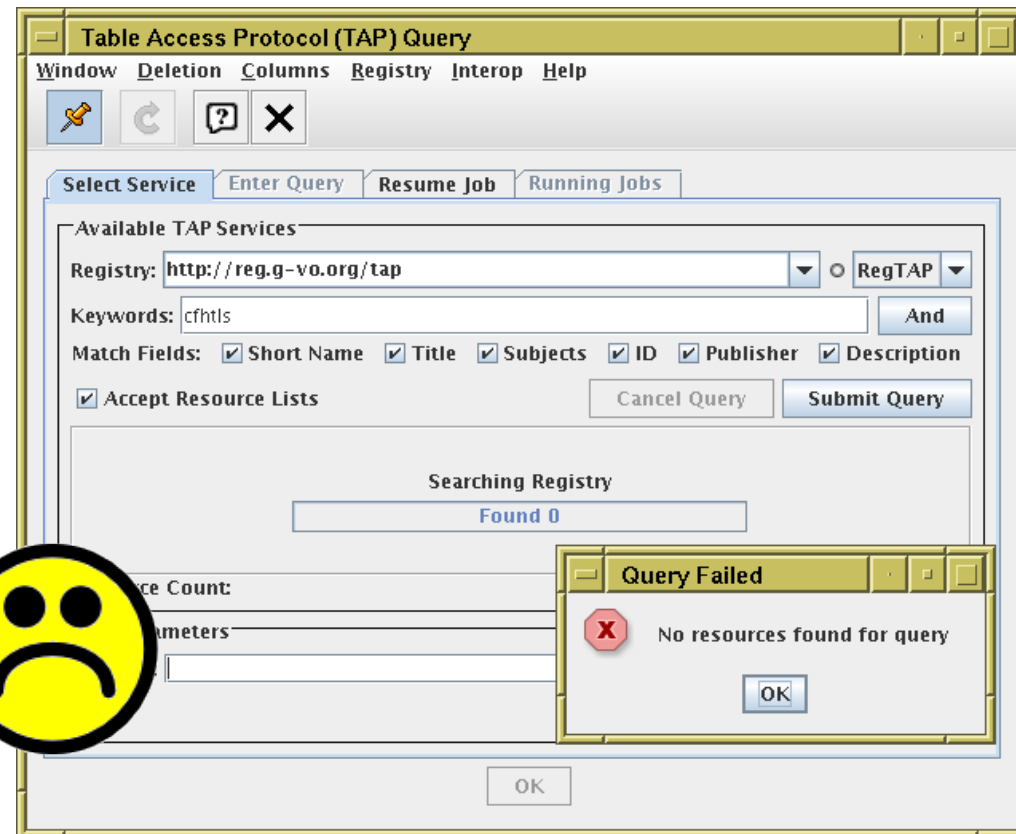 Table Access Protocol (TAP) Query
Window Deletion Columns Registry Interop Help
Select Service Enter Query Resume Job Running Jobs
Available TAP Services
Registry: http://reg.g-vo.org/tap RegTAP
Keywords: cfhtls And
Match Fields: Short Name Title Subjects ID Publisher Description
Accept Resource Lists Cancel Query Submit Query
Searching Registry
Found 0
Query Failed
Count:
No resources found for query
OK
OK